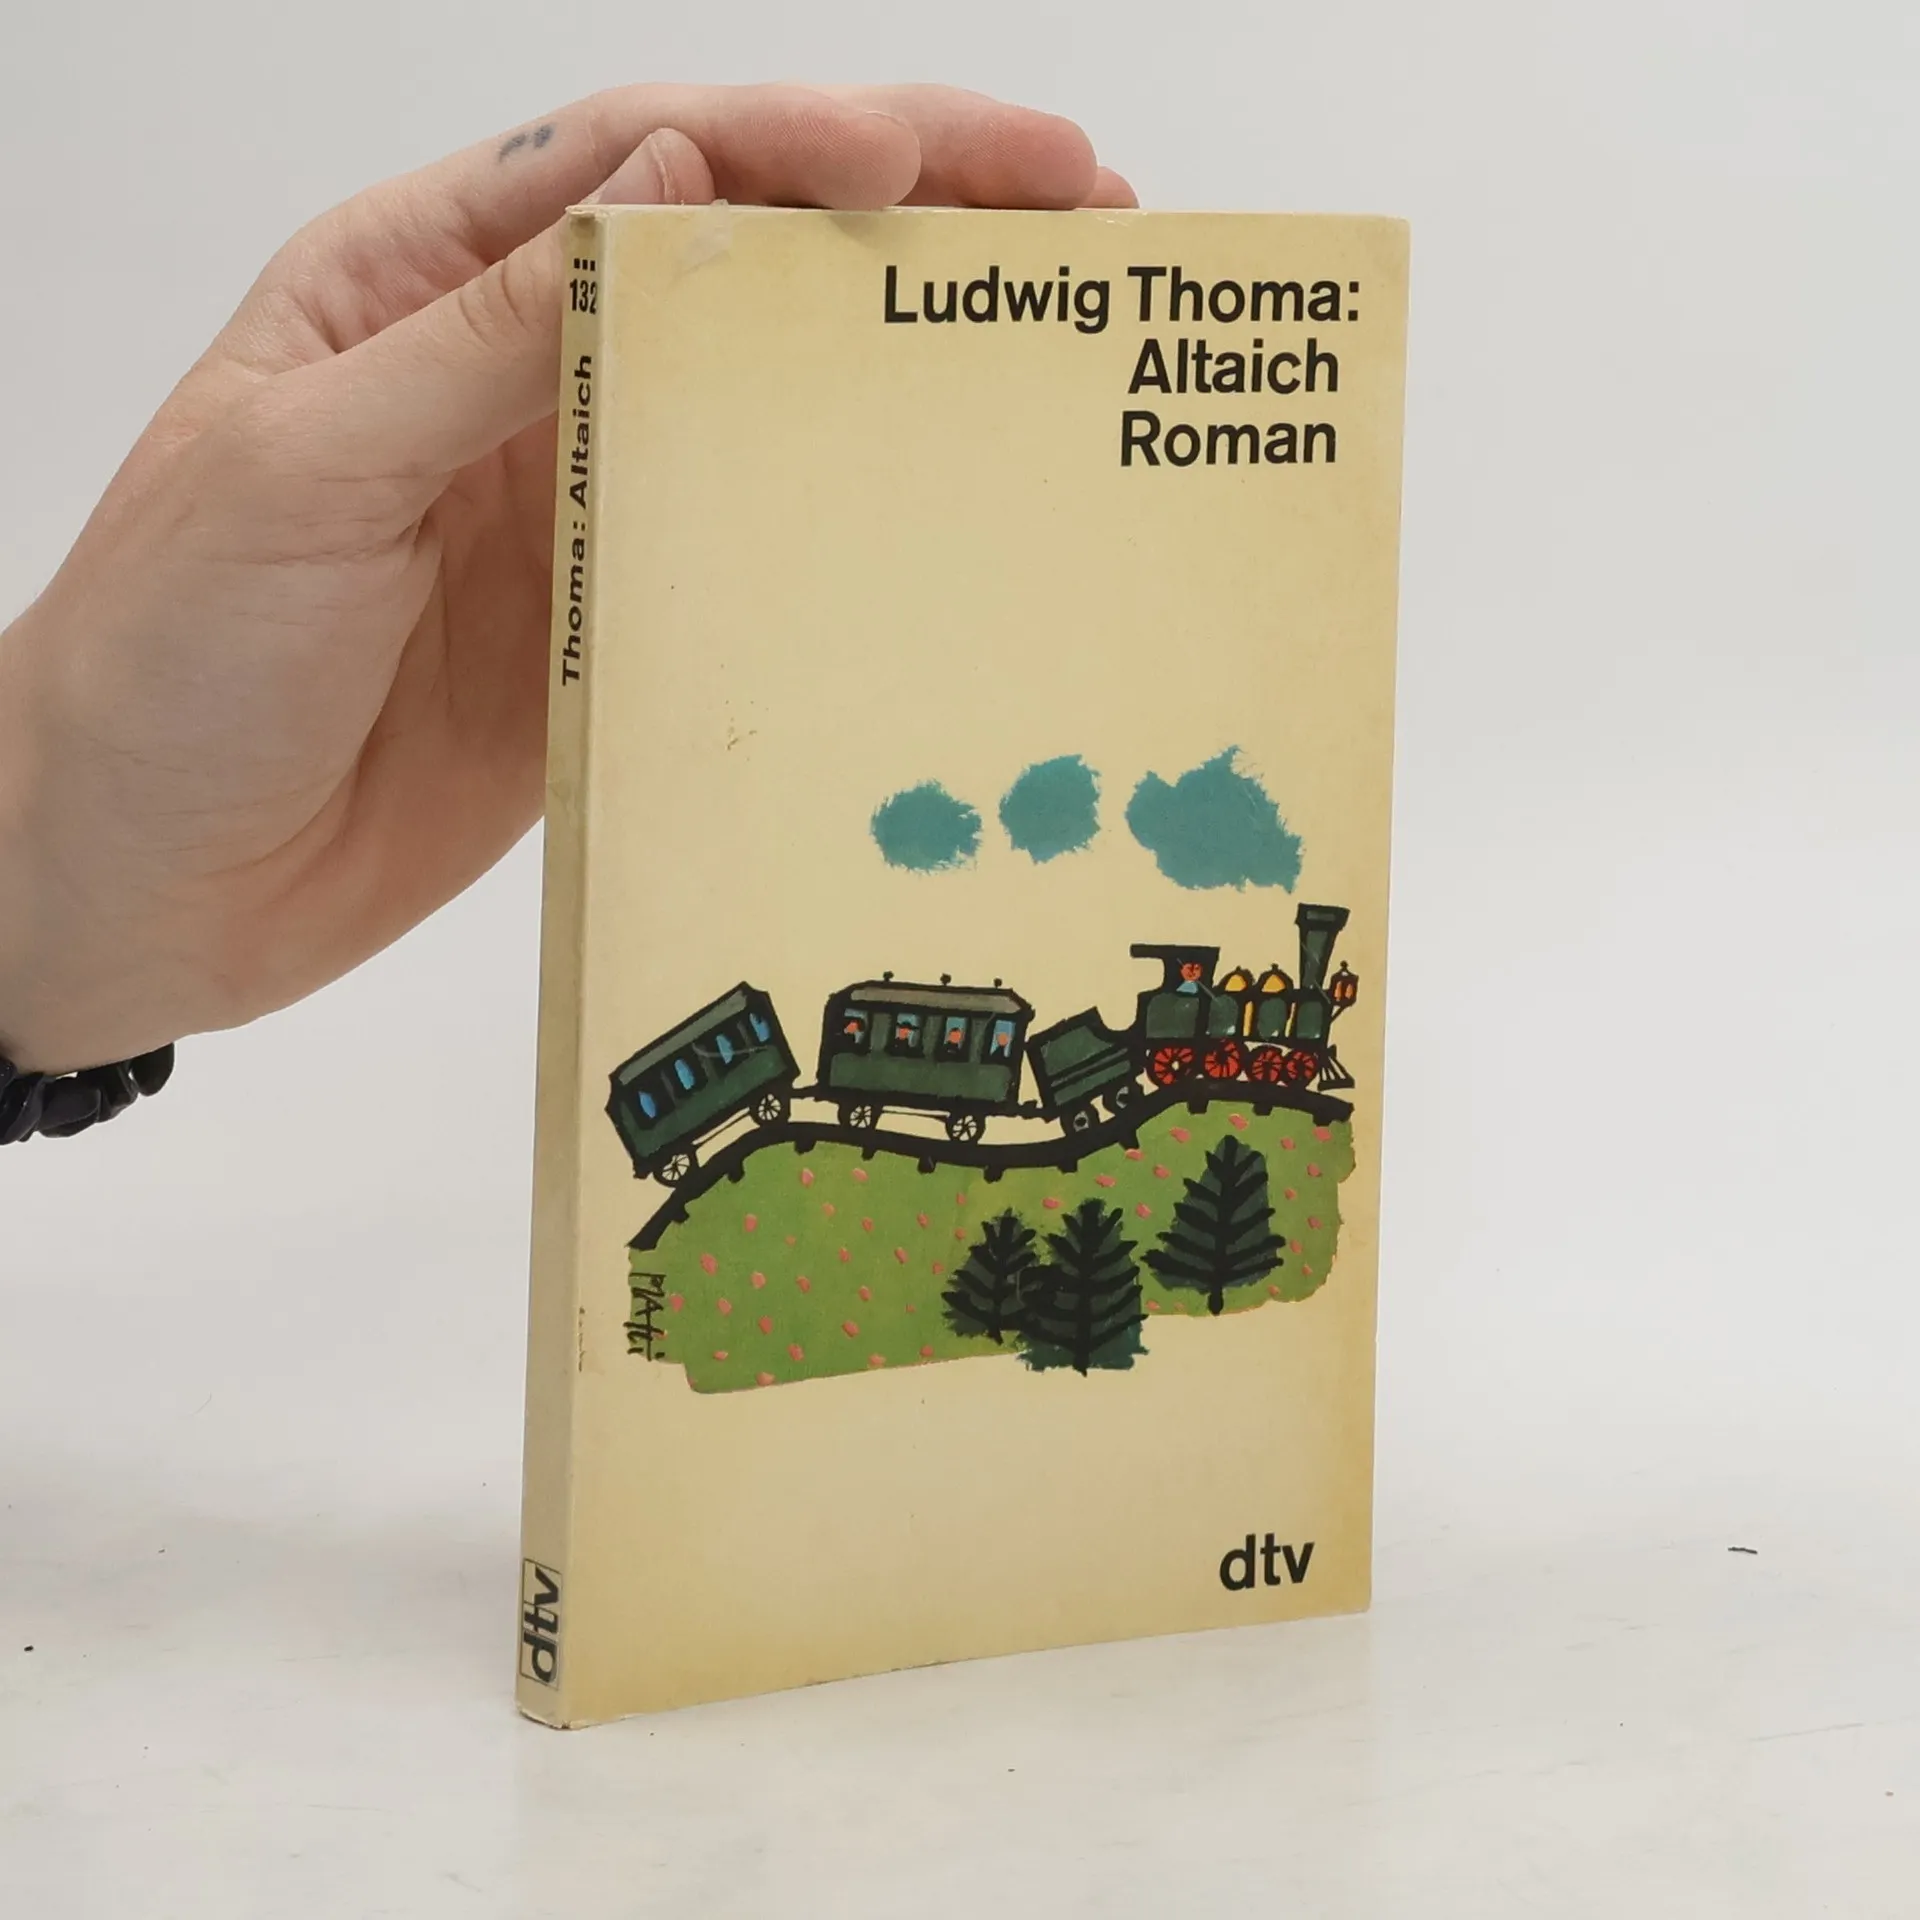 132
Thoma: Altaich
dtv
Ludwig Thoma:
Altaich
Roman
dtv